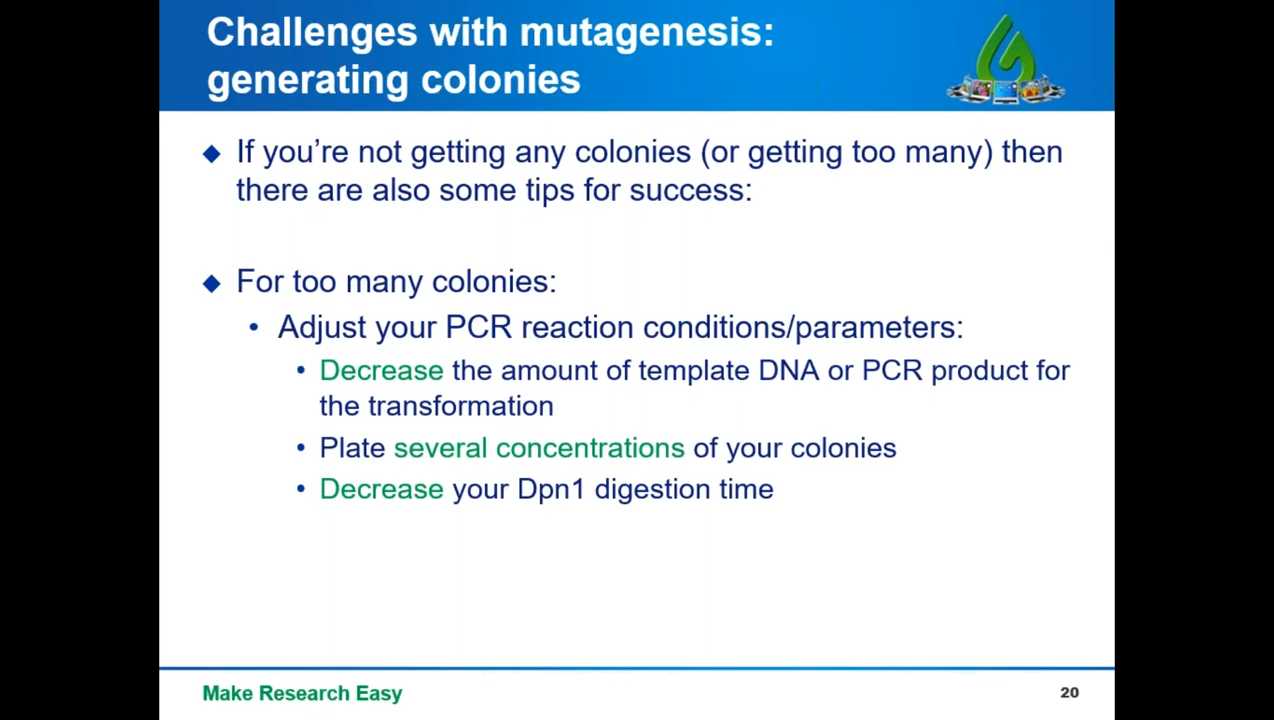 Challenges with mutagenesis:
generating colonies
If you're not getting any colonies (or getting too many) then
there are also some tips for success:
For too many colonies:
Adjust your PCR reaction conditions/parameters:
Decrease the amount of template DNA or PCR product for
the transformation
Plate several concentrations of your colonies
Decrease your Dpn1 digestion time
Make Research Easy
20